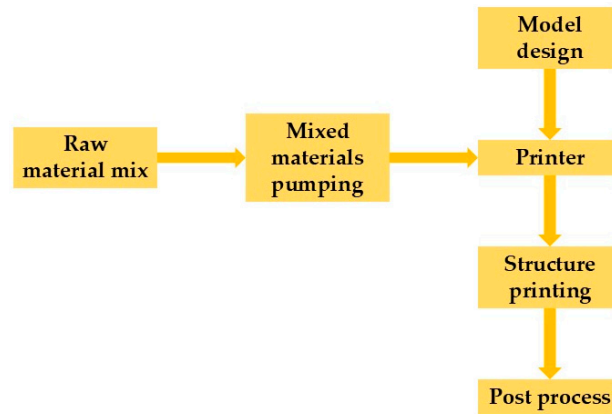 Model
design
Raw
material mix
Mixed
materials
pumping
Printer
Structure
printing
Post process